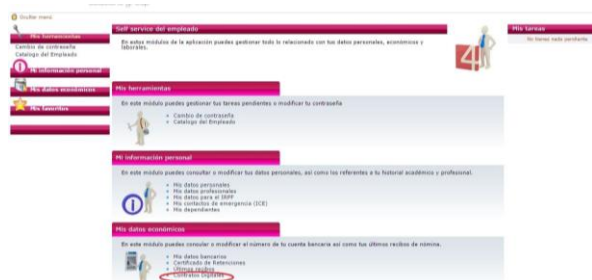 Ocultar menú
Mis herramientas
Cambio de contraseña
Catalogo del Empleado
Mi información personal
Mis datos económicos
Mis favoritos
Self service del empleado
En estos módulos de la aplicación puedes gestionar todo lo relacionado con tus datos personales, económicos y
laborales.
Mis herramientas
En este módulo puedes gestionar tus tareas pendientes o modificar tu contraseña
Cambio de contraseña
Catalogo del Empleado
Mi información personal
En este módulo puedes consultar o modificar tus datos personales, así como los referentes a tu historial académico y profesional.
Mis datos personales
Mis datos profesionales
Mis datos para el IRPF
Mis contactos de emergencia (ICE)
Mis dependientes
Mis datos económicos
En este módulo puedes consular o modificar el número de tu cuenta bancaria así como tus últimos recibos de nómina.
Mis datos bancarios
Certificado de Retenciones
Últimos recibos
Contratos Digitales
Mis tareas
No tienes nada pendiente